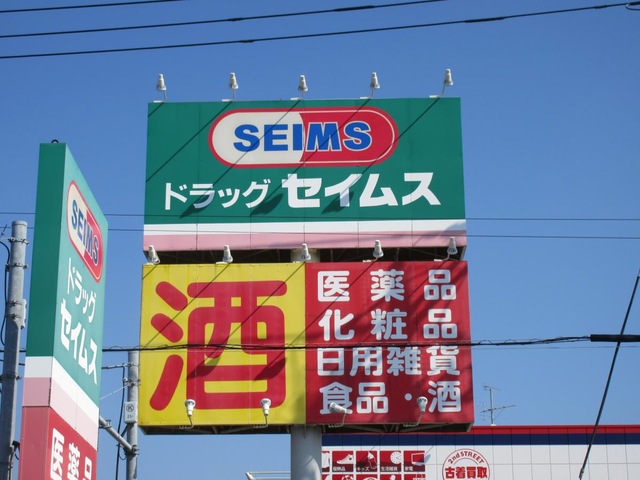 SEIMS
ドラッグ セイムス
酒
医薬品
化粧品
日用雑貨
食品・酒
SEIMS
ドラッグ
セイムス
医薬
2nd STREET
古着買取